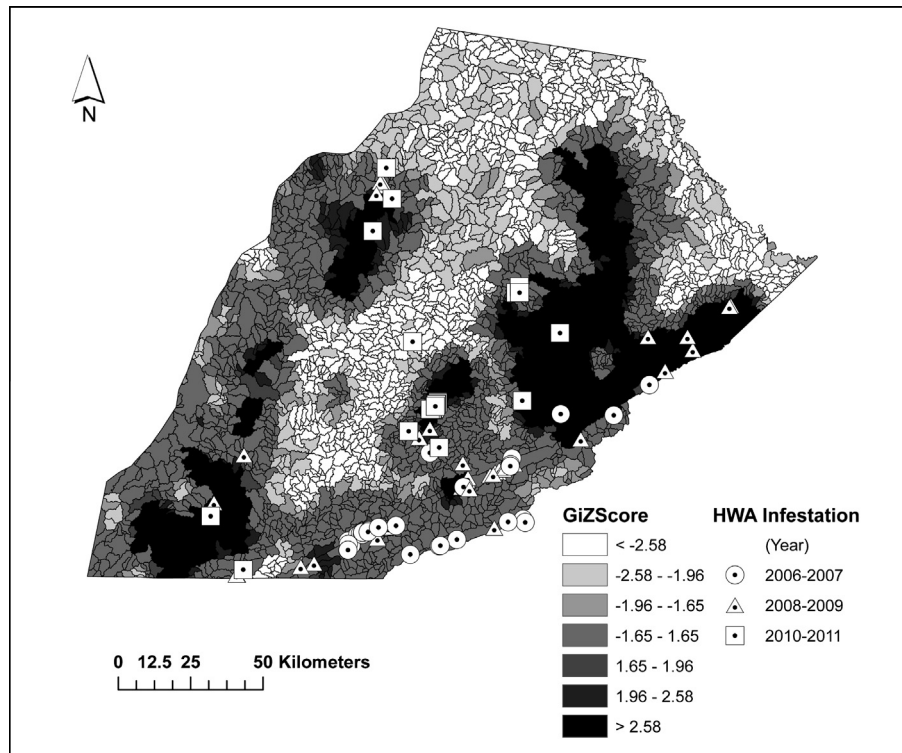 N
GiZScore
< -2.58
-2.58 - -1.96
-1.96 - -1.65
-1.65 - 1.65
1.65 - 1.96
1.96 - 2.58
> 2.58
HWA Infestation
(Year)
2006-2007
2008-2009
2010-2011
0 12.5 25 50 Kilometers